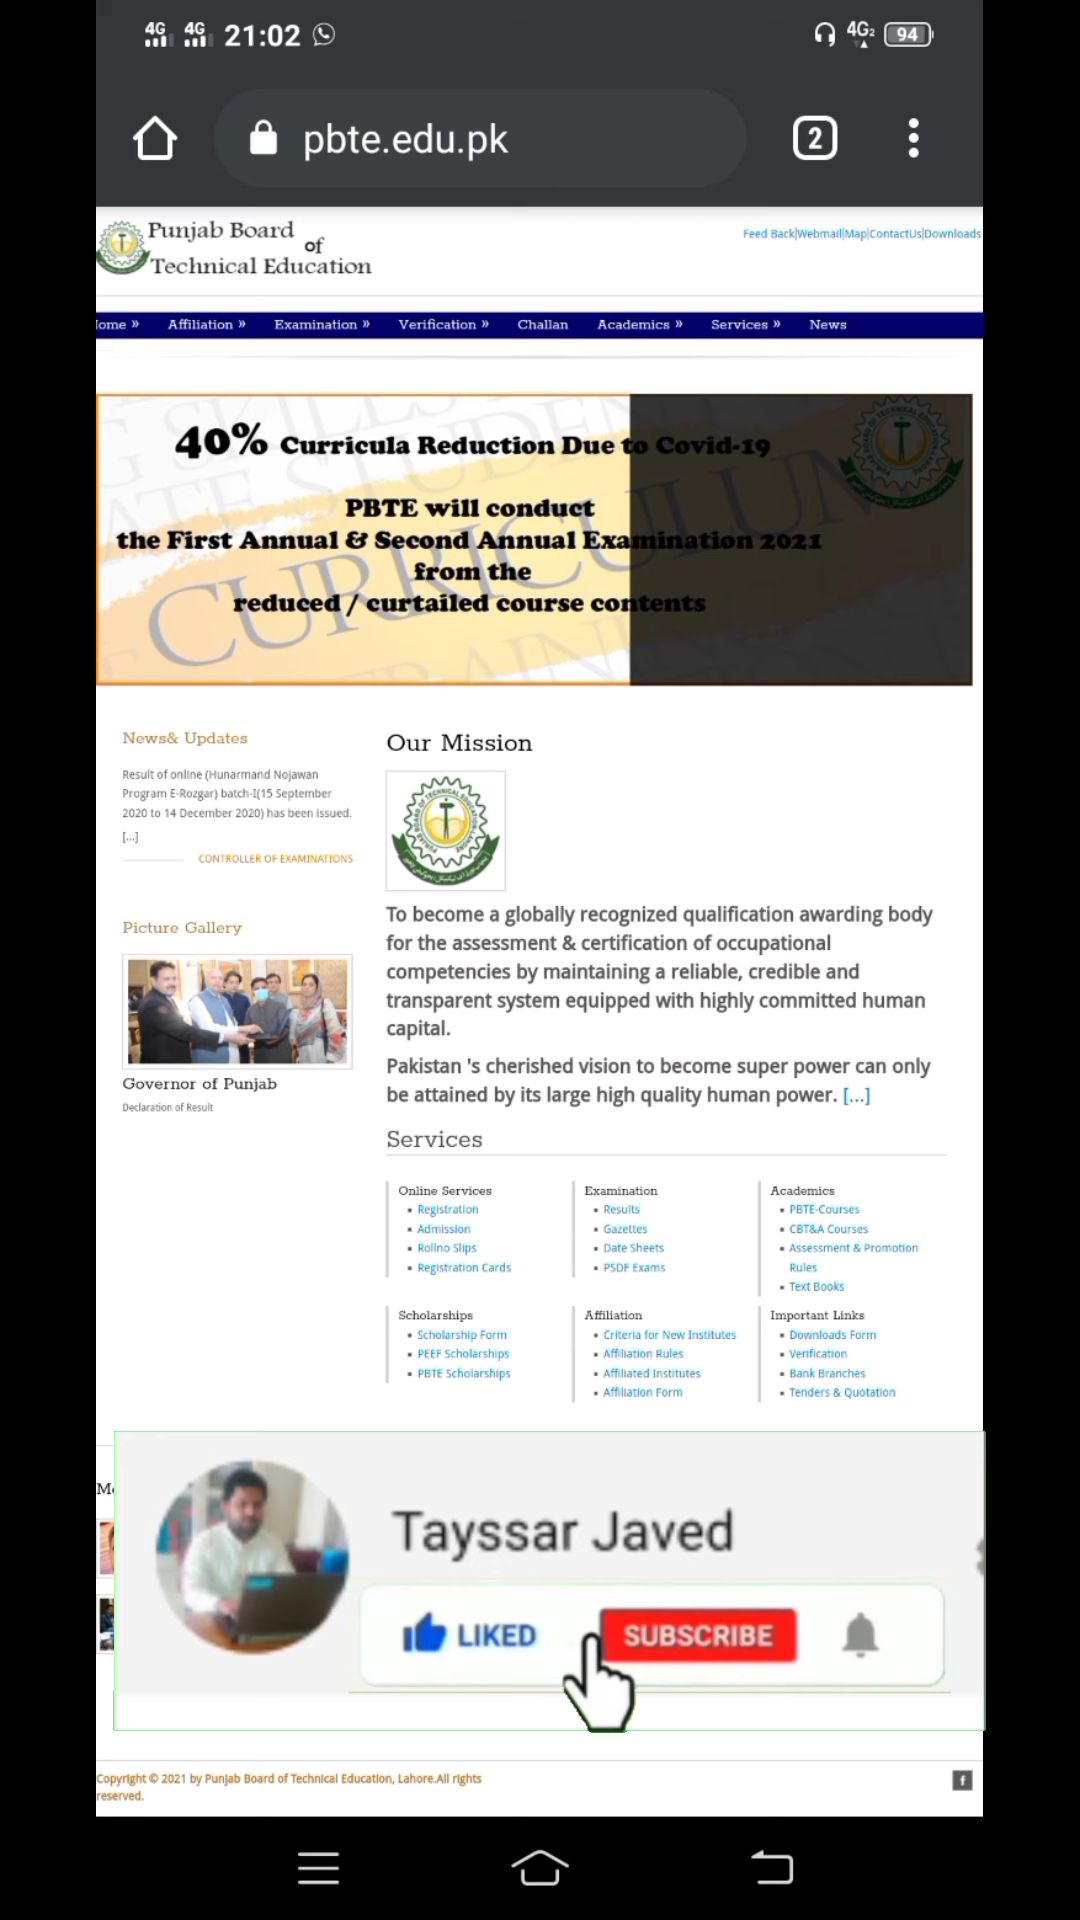 4G 4G 21:02 4G2 94
pbte.edu.pk
2
Punjab Board
of
Technical Education
Feed Back|Webmail|Map|ContactUs|Downloads
ome » Affiliation » Examination » Verification » Challan Academics » Services » News
40% Curricula Reduction Due to Covid-19
PBTE will conduct
the First Annual & Second Annual Examination 2021
from the
reduced / curtailed course contents
CURRICULUM
News& Updates
Result of online (Hunarmand Nojawan
Program E-Rozgar) batch-I(15 September
2020 to 14 December 2020) has been issued.
[...]
CONTROLLER OF EXAMINATIONS
Picture Gallery
Governor of Punjab
Declaration of Result
Our Mission
To become a globally recognized qualification awarding body
for the assessment & certification of occupational
competencies by maintaining a reliable, credible and
transparent system equipped with highly committed human
capital.
Pakistan 's cherished vision to become super power can only
be attained by its large high quality human power. [...]
Services
Online Services
Registration
Admission
Rollno Slips
Registration Cards
Examination
Results
Gazettes
Date Sheets
PSDF Exams
Academics
PBTE-Courses
CBT&A Courses
Assessment & Promotion
Rules
Text Books
Scholarships
Scholarship Form
PEEF Scholarships
PBTE Scholarships
Affiliation
Criteria for New Institutes
Affiliation Rules
Affiliated Institutes
Affiliation Form
Important Links
Downloads Form
Verification
Bank Branches
Tenders & Quotation
Tayssar Javed
LIKED SUBSCRIBE
Copyright © 2021 by Punjab Board of Technical Education, Lahore.All rights
reserved.
f